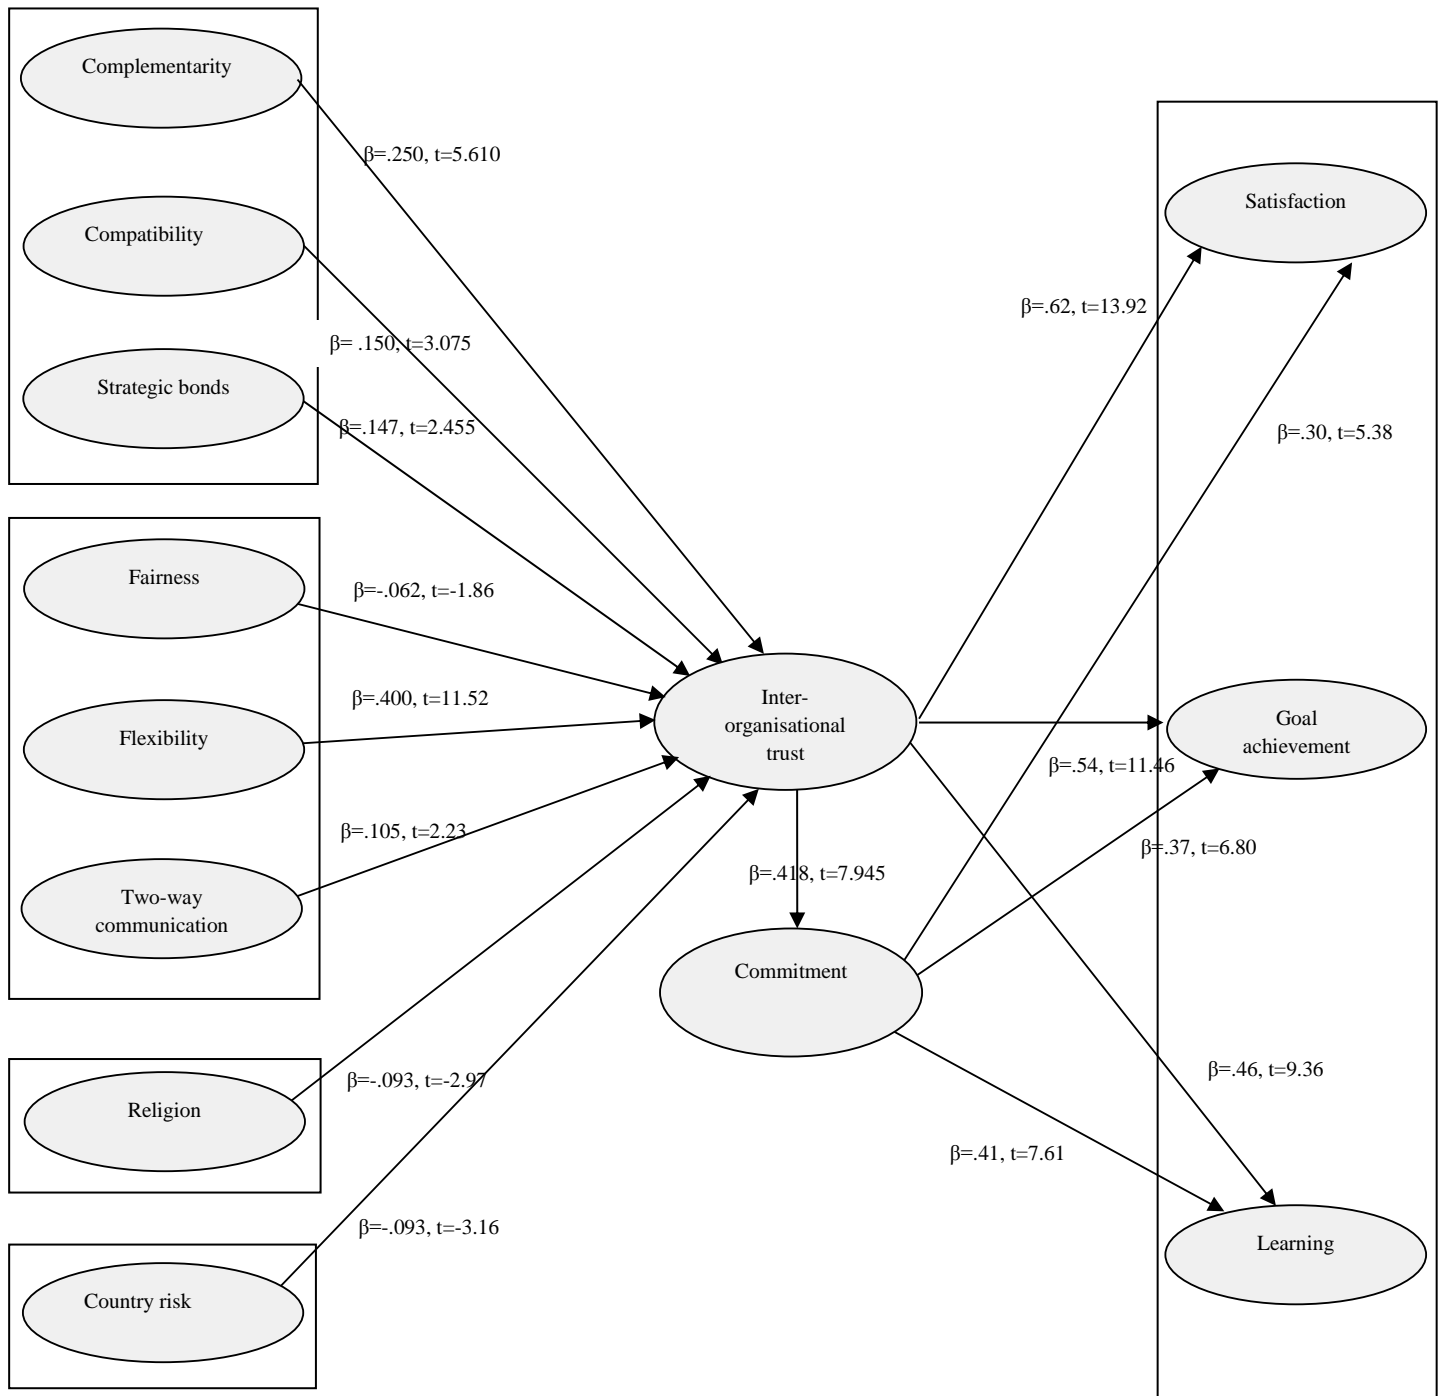 Complementarity
β=.250, t=5.610
Compatibility
β= .150, t=3.075
Strategic bonds
β=.147, t=2.455
Fairness
β=-.062, t=-1.86
Flexibility
β=.400, t=11.52
Two-way
communication
β=.105, t=2.23
Religion
β=-.093, t=-2.97
Country risk
β=-.093, t=-3.16
Inter-
organisational
trust
β=.418, t=7.945
Commitment
β=.62, t=13.92
β=.30, t=5.38
β=.54, t=11.46
β=.37, t=6.80
β=.46, t=9.36
β=.41, t=7.61
Satisfaction
Goal
achievement
Learning